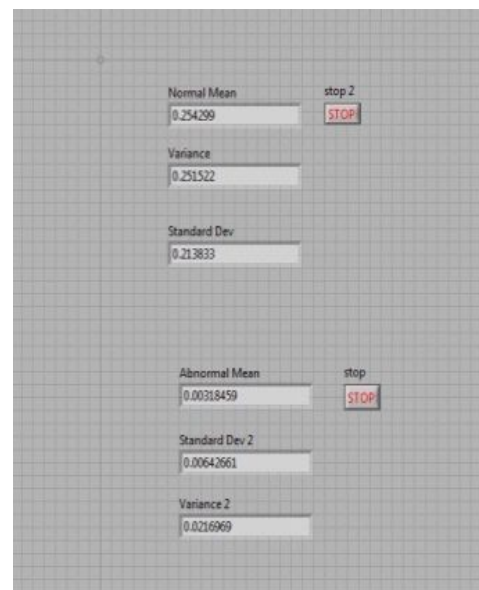 Normal Mean stop 2
0.254299 STOP
Variance
0.251522
Standard Dev
0.213833
Abnormal Mean stop
0.00318459 STOP
Standard Dev 2
0.00642661
Variance 2
0.0216969